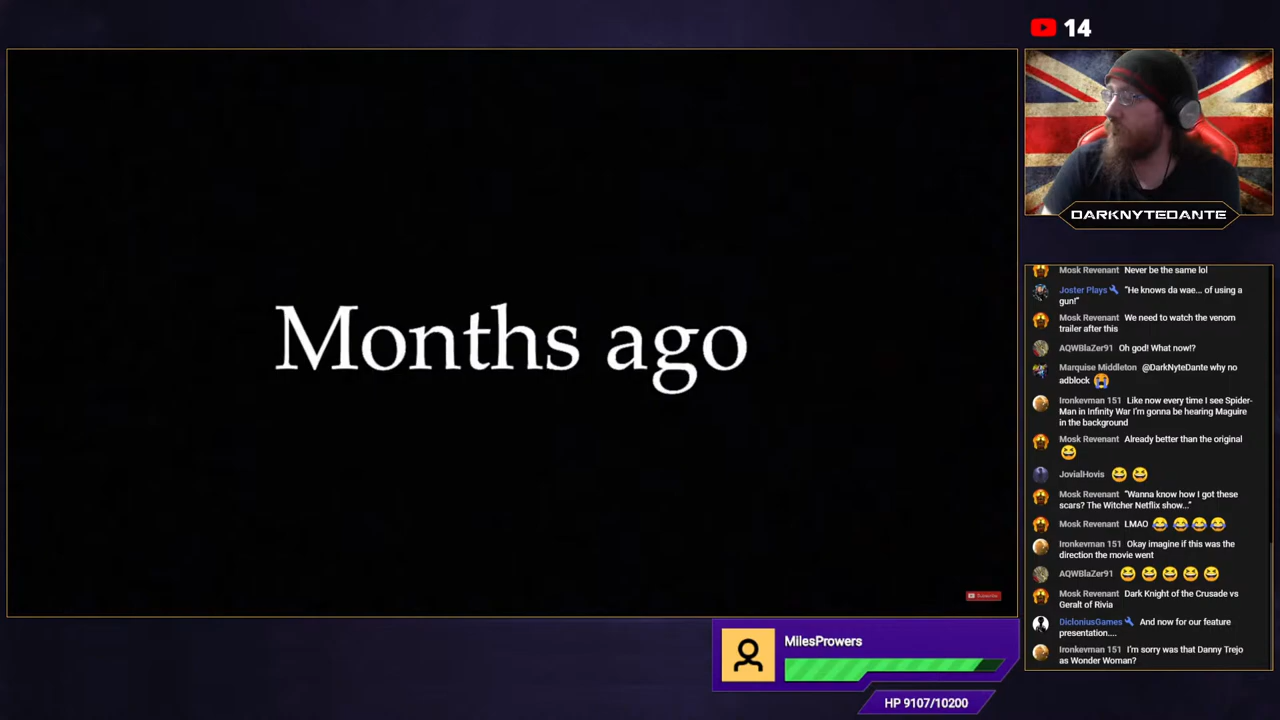 14
DARKNYTEDANTE
Months ago
Subscribe
Mosk Revenant Never be the same lol
Joster Plays "He knows da wae... of using a
gun!"
Mosk Revenant We need to watch the venom
trailer after this
AQWBlaZer91 Oh god! What now!?
Marquise Middleton @DarkNyteDante why no
adblock
Ironkevman 151 Like now every time I see Spider-
Man in Infinity War I'm gonna be hearing Maguire
in the background
Mosk Revenant Already better than the original
JovialHovis
Mosk Revenant "Wanna know how I got these
scars? The Witcher Netflix show..."
Mosk Revenant LMAO
Ironkevman 151 Okay imagine if this was the
direction the movie went
AQWBlaZer91
Mosk Revenant Dark Knight of the Crusade vs
Geralt of Rivia
DicloniusGames And now for our feature
presentation....
Ironkevman 151 I'm sorry was that Danny Trejo
as Wonder Woman?
MilesProwers
HP 9107/10200